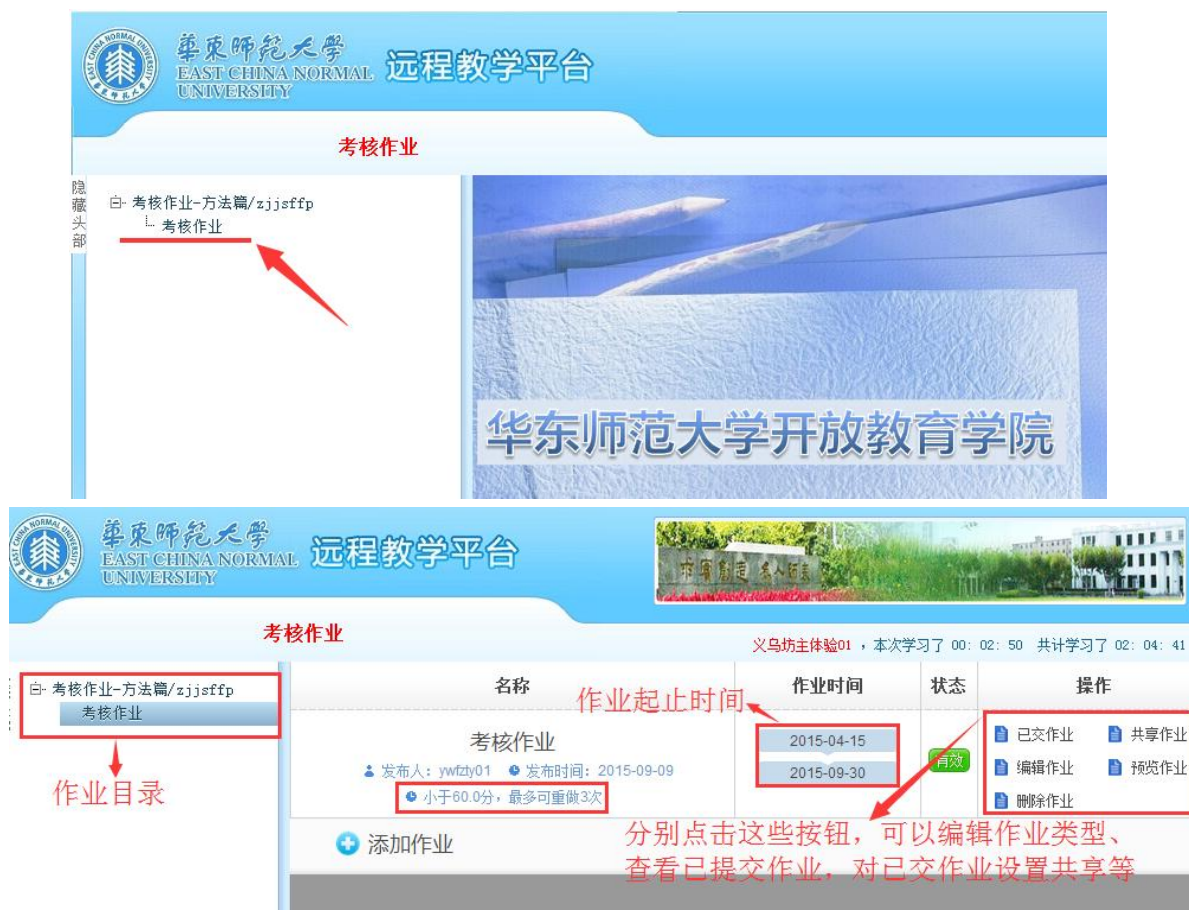 華東師範大學
EAST CHINA NORMAL
UNIVERSITY
远程教学平台
考核作业
隐藏头部
考核作业-方法篇/zjjsffp
考核作业
华东师范大学开放教育学院
華東師範大學
EAST CHINA NORMAL
UNIVERSITY
远程教学平台
考核作业
义乌坊主体验01 ，本次学习了 00: 02: 50 共计学习了 02: 04: 41
考核作业-方法篇/zjjsffp
考核作业
作业目录
名称 作业时间 状态 操作
作业起止时间
考核作业
发布人：ywfzty01 发布时间：2015-09-09
小于60.0分，最多可重做3次
2015-04-15
2015-09-30
有效
已交作业 共享作业
编辑作业 预览作业
删除作业
添加作业
分别点击这些按钮，可以编辑作业类型、
查看已提交作业，对已交作业设置共享等